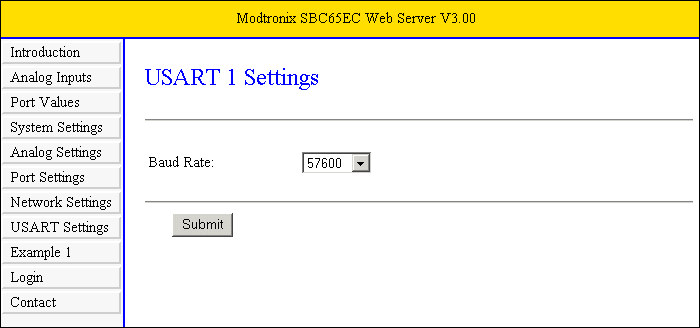 Modtronix SBC65EC Web Server V3.00
Introduction
Analog Inputs
Port Values
System Settings
Analog Settings
Port Settings
Network Settings
USART Settings
Example 1
Login
Contact
USART 1 Settings
Baud Rate: 57600
Submit